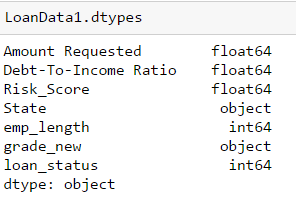 LoanData1.dtypes
Amount Requested float64
Debt-To-Income Ratio float64
Risk_Score float64
State object
emp_length int64
grade_new object
loan_status int64
dtype: object